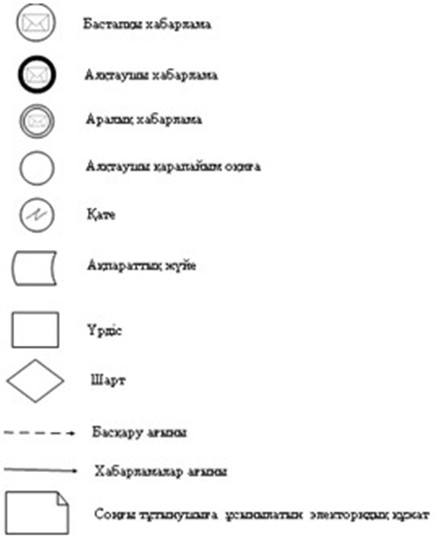 Бастапқы хабарлама
Аяқтаушы хабарлама
Аралық хабарлама
Аяқтаушы қарапайым оқиға
Қате
Ақпараттық жүйе
Үрдіс
Шарт
Басқару ағыны
Хабарламалар ағыны
Соңғы тұтынушыға ұсынылатын электорндық құжат